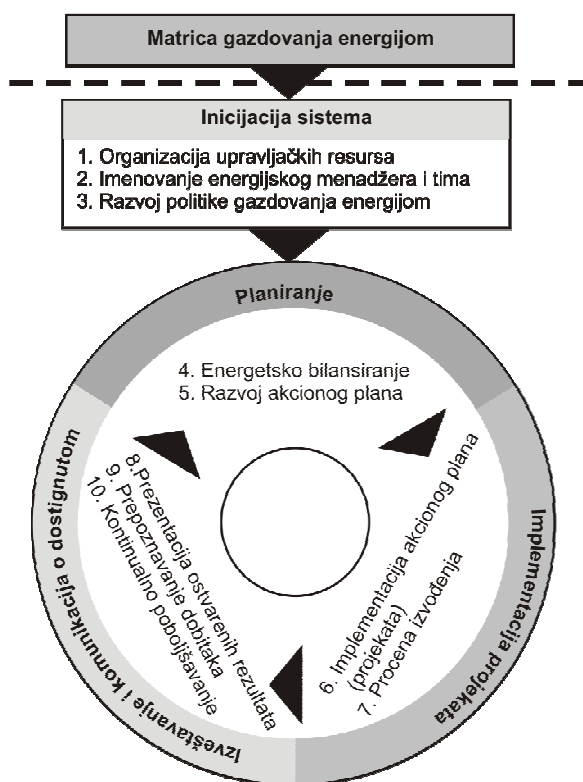 Matrica gazdovanja energijom
Inicijacija sistema
1. Organizacija upravljačkih resursa
2. Imenovanje energijskog menadžera i tima
3. Razvoj politike gazdovanja energijom
Planiranje
4. Energetsko bilansiranje
5. Razvoj akcionog plana
Implementacija projekata
6. Implementacija akcionog plana
(projekata)
7. Procena izvođenja
Izveštavanje i komunikacija o dostignutom
8.Prezentacija ostvarenih rezultata
9. Prepoznavanje dobitaka
10. Kontinualno poboljšavanje